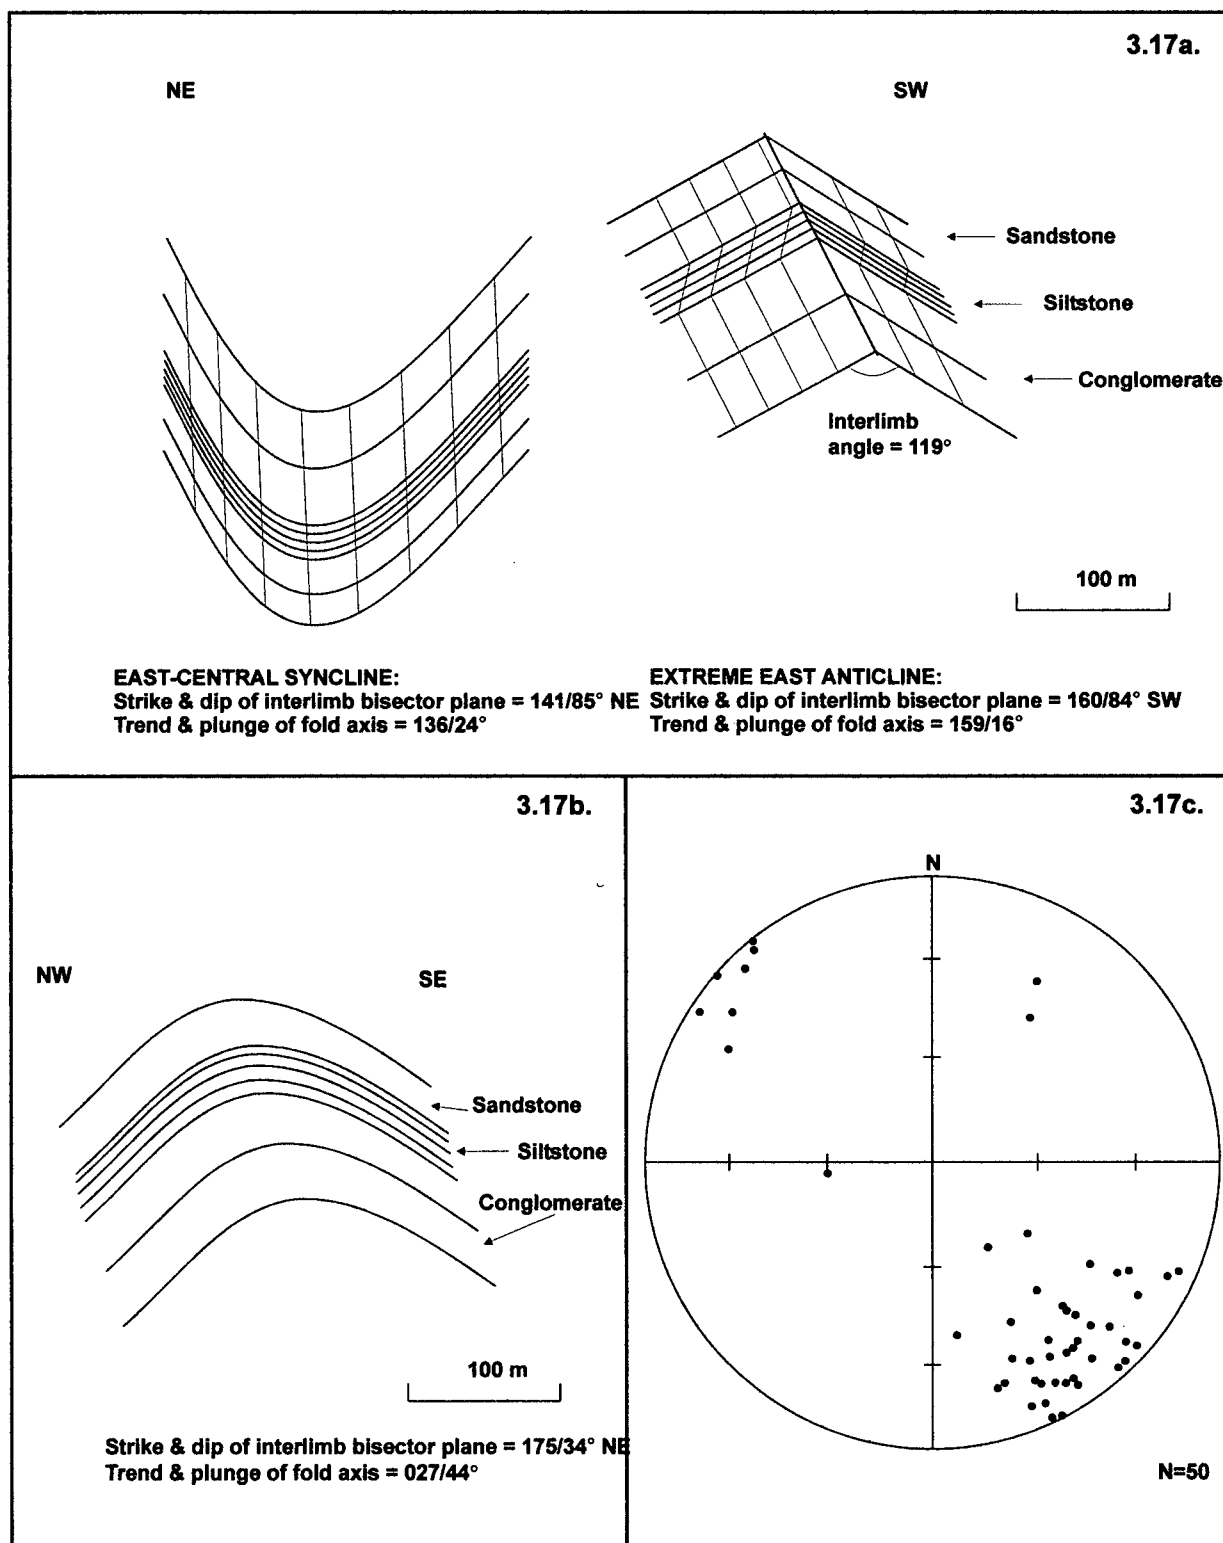 3.17a.
NE
SW
Sandstone
Siltstone
Conglomerate
Interlimb
angle = 119°
100 m
EAST-CENTRAL SYNCLINE:
Strike & dip of interlimb bisector plane = 141/85° NE
Trend & plunge of fold axis = 136/24°
EXTREME EAST ANTICLINE:
Strike & dip of interlimb bisector plane = 160/84° SW
Trend & plunge of fold axis = 159/16°
3.17b.
NW
SE
Sandstone
Siltstone
Conglomerate
100 m
Strike & dip of interlimb bisector plane = 175/34° NE
Trend & plunge of fold axis = 027/44°
3.17c.
N
N=50